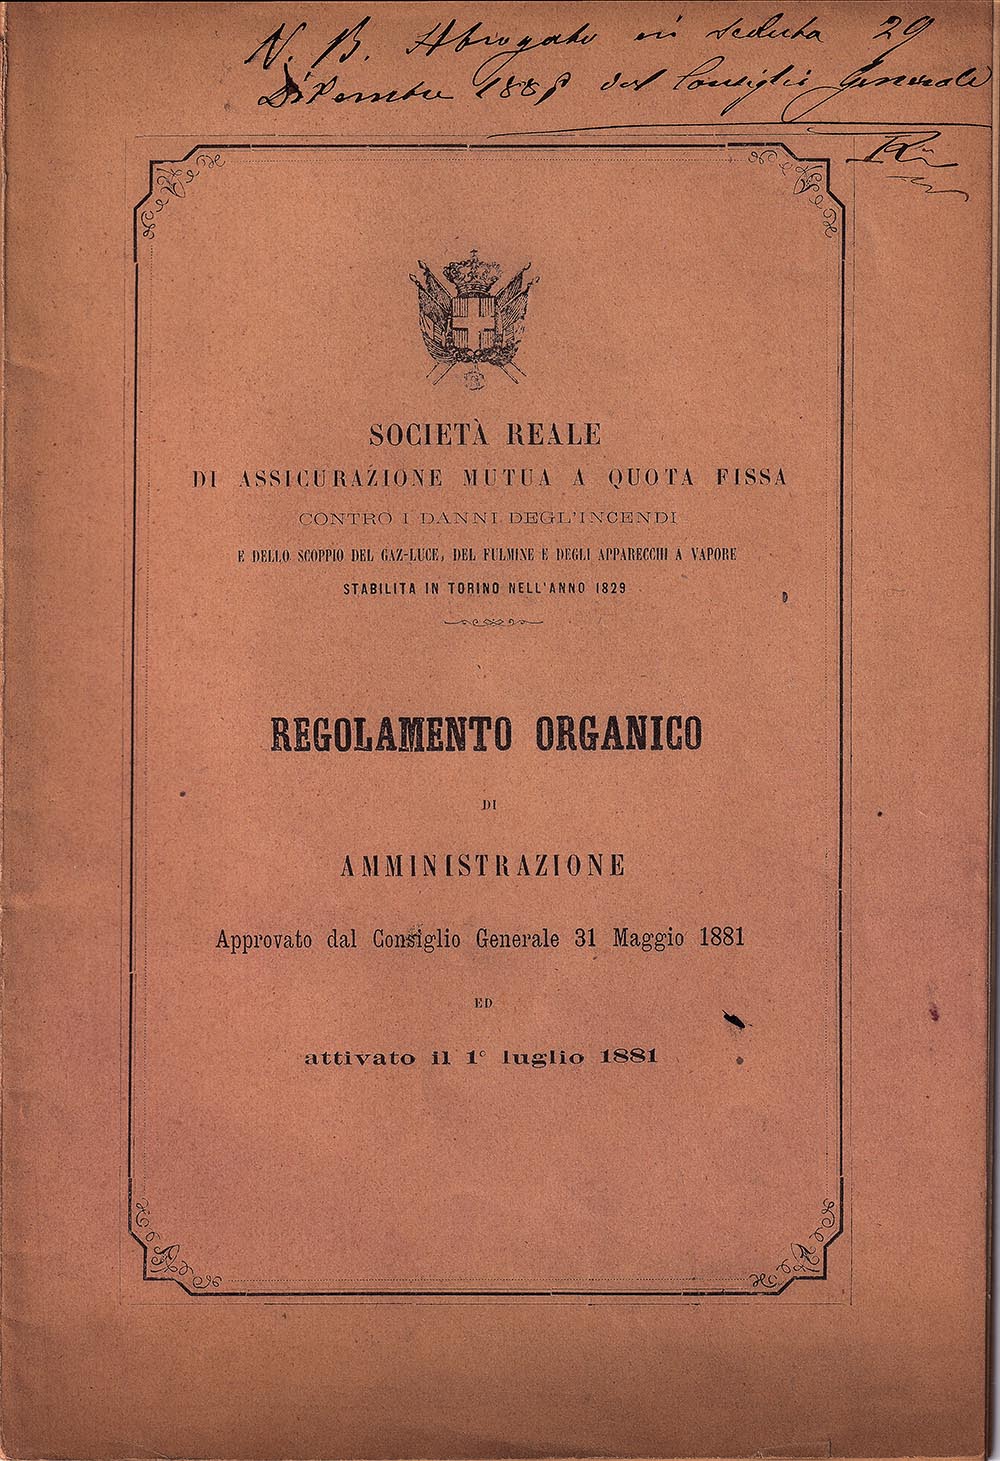 N. B. Abrogato in seduta 29
Dicembre 188 del Consiglio Generale
SOCIETÀ REALE
DI ASSICURAZIONE MUTUA A QUOTA FISSA
CONTRO I DANNI DEGL'INCENDI
E DELLO SCOPPIO DEL GAZ-LUCE, DEL FULMINE E DEGLI APPARECCHI A VAPORE
STABILITA IN TORINO NELL'ANNO 1829
REGOLAMENTO ORGANICO
DI
AMMINISTRAZIONE
Approvato dal Consiglio Generale 31 Maggio 1881
ED
attivato il 1° luglio 1881